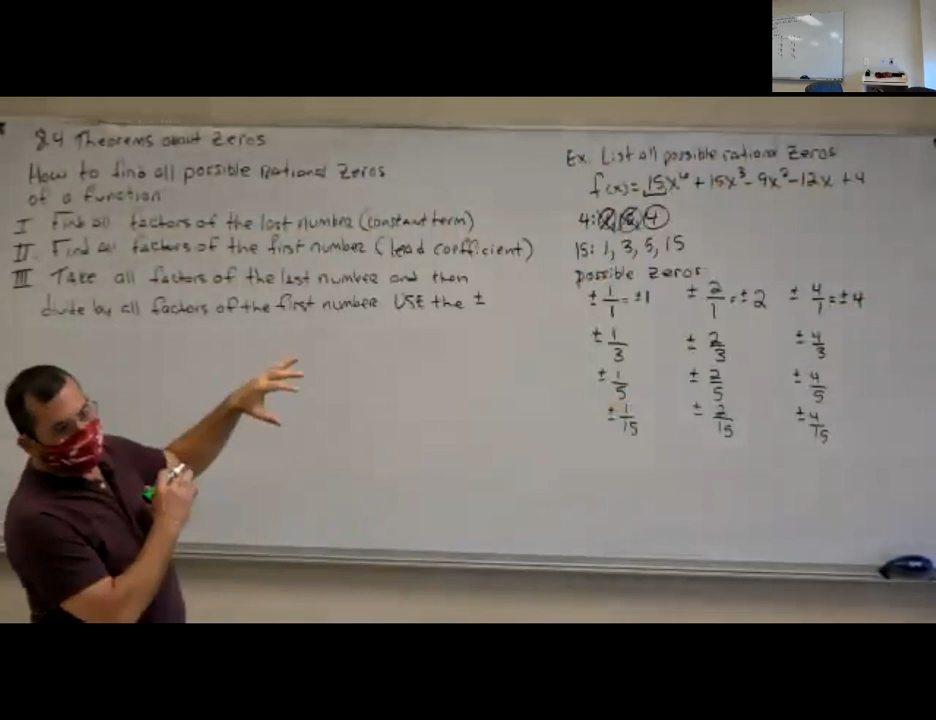 8.4 Theorems about Zeros
How to find all possible Rational Zeros
of a function
I Find all factors of the last number (constant term)
II Find all factors of the first number (lead coefficient)
III Take all factors of the last number and then
divide by all factors of the first number USE the ±
Ex. List all possible rational Zeros
f(x) = 15x⁶ + 15x³ - 9x² - 12x + 4
4: 1, 2, 4
15: 1, 3, 5, 15
possible Zeros
± 1/1 = ±1 ± 2/1 = ±2 ± 4/1 = ±4
± 1/3 ± 2/3 ± 4/3
± 1/5 ± 2/5 ± 4/5
± 1/15 ± 2/15 ± 4/15